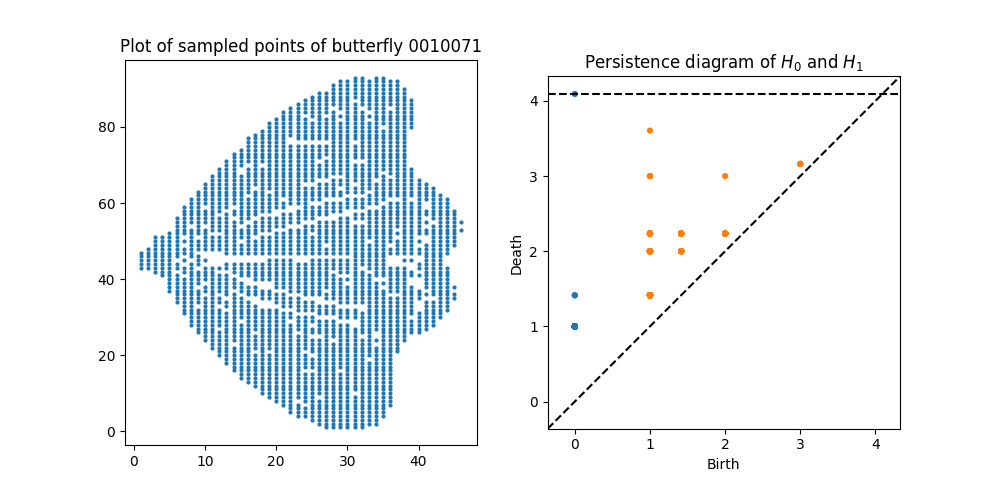 Plot of sampled points of butterfly 0010071
80
60
40
20
0
0 10 20 30 40
Persistence diagram of H₀ and H₁
4
3
2
1
0
Death
0 1 2 3 4
Birth